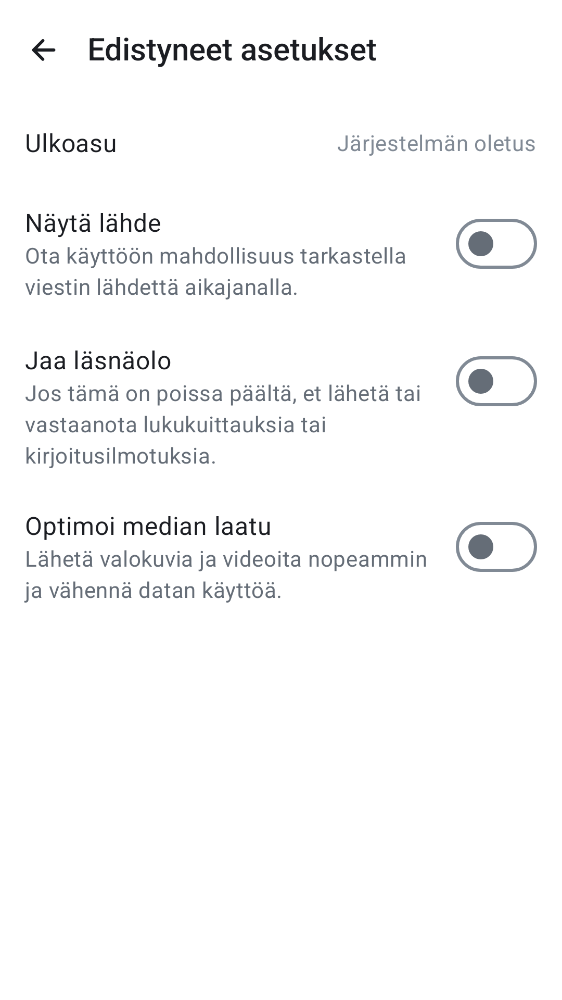 Edistyneet asetukset
Ulkoasu Järjestelmän oletus
Näytä lähde
Ota käyttöön mahdollisuus tarkastella
viestin lähdettä aikajanalla.
Jaa läsnäolo
Jos tämä on poissa päältä, et lähetä tai
vastaanota lukukuittauksia tai
kirjoitusilmotuksia.
Optimoi median laatu
Lähetä valokuvia ja videoita nopeammin
ja vähennä datan käyttöä.